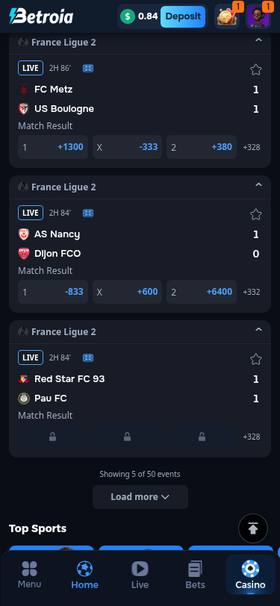 Betroia
$ 0.84 Deposit
1
1
France Ligue 2
LIVE 2H 86'
FC Metz 1
US Boulogne 1
Match Result
1 +1300 X -333 2 +380 +328
France Ligue 2
LIVE 2H 84'
AS Nancy 1
Dijon FCO 0
Match Result
1 -833 X +600 2 +6400 +332
France Ligue 2
LIVE 2H 84'
Red Star FC 93 1
Pau FC 1
Match Result
+328
Showing 5 of 50 events
Load more
Top Sports
Menu Home Live Bets Casino